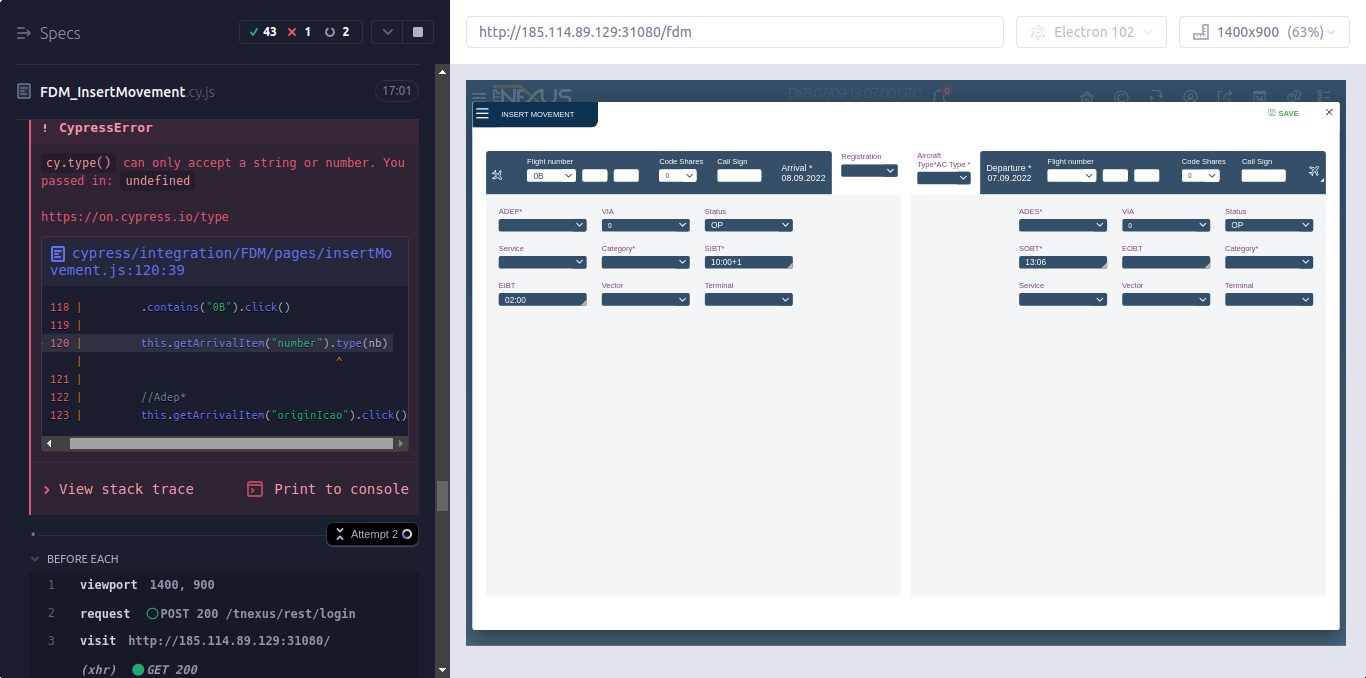 Specs
43
1
2
FDM_InsertMovement.cy.js
17:01
! CypressError
cy.type() can only accept a string or number. You
passed in: undefined
https://on.cypress.io/type
cypress/integration/FDM/pages/insertMo
vement.js:120:39
118 | .contains("0B").click()
119 |
120 | this.getArrivalItem("number").type(nb)
| ^
121 |
122 | //Adep*
123 | this.getArrivalItem("originIcao").click()
View stack trace
Print to console
Attempt 2
BEFORE EACH
1 viewport 1400, 900
2 request POST 200 /tnexus/rest/login
3 visit http://185.114.89.129:31080/
(xhr) GET 200
http://185.114.89.129:31080/fdm
Electron 102
1400x900 (63%)
NEXUS
DXB 07/09 13:07:00 UTC
0
14
INSERT MOVEMENT
SAVE
Flight number
0B
Code Shares
0
Call Sign
Arrival *
08.09.2022
Registration
Aircraft
Type*AC Type *
Departure *
07.09.2022
Flight number
Code Shares
0
Call Sign
ADEP*
VIA
0
Status
OP
Service
Category*
SIBT*
10:00+1
EIBT
02:00
Vector
Terminal
ADES*
VIA
0
Status
OP
SOBT*
13:06
EOBT
Category*
Service
Vector
Terminal